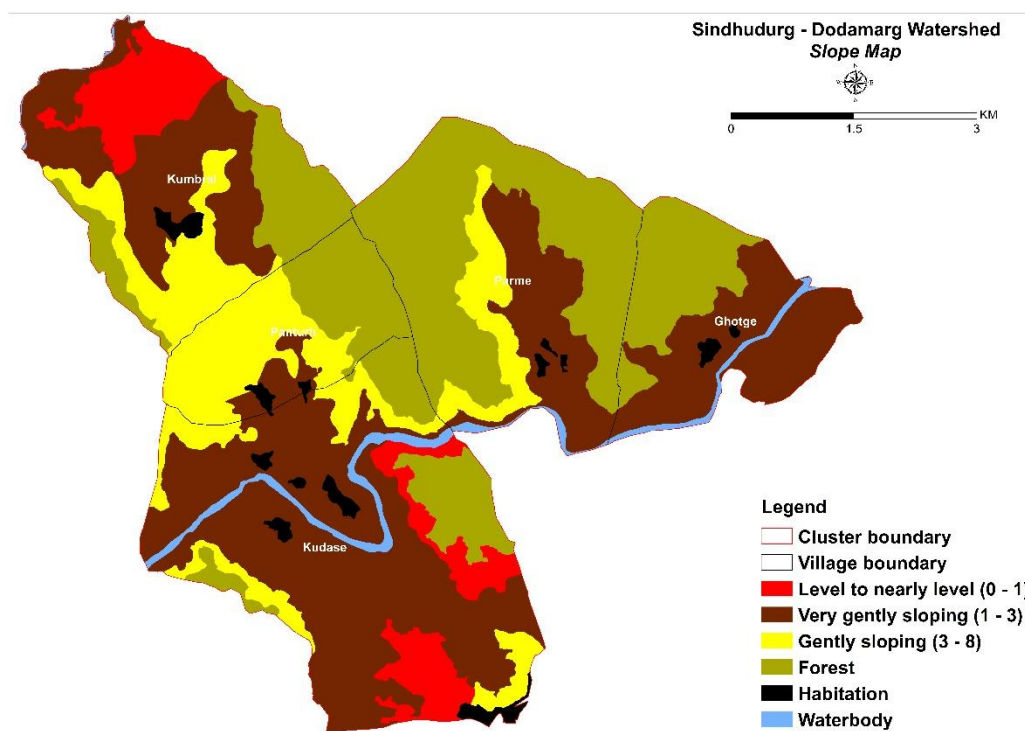 Sindhudurg - Dodamarg Watershed
Slope Map
KM
0 1.5 3
Kumbral
Parme
Ghotge
Panturli
Kudase
Legend
Cluster boundary
Village boundary
Level to nearly level (0 - 1)
Very gently sloping (1 - 3)
Gently sloping (3 - 8)
Forest
Habitation
Waterbody